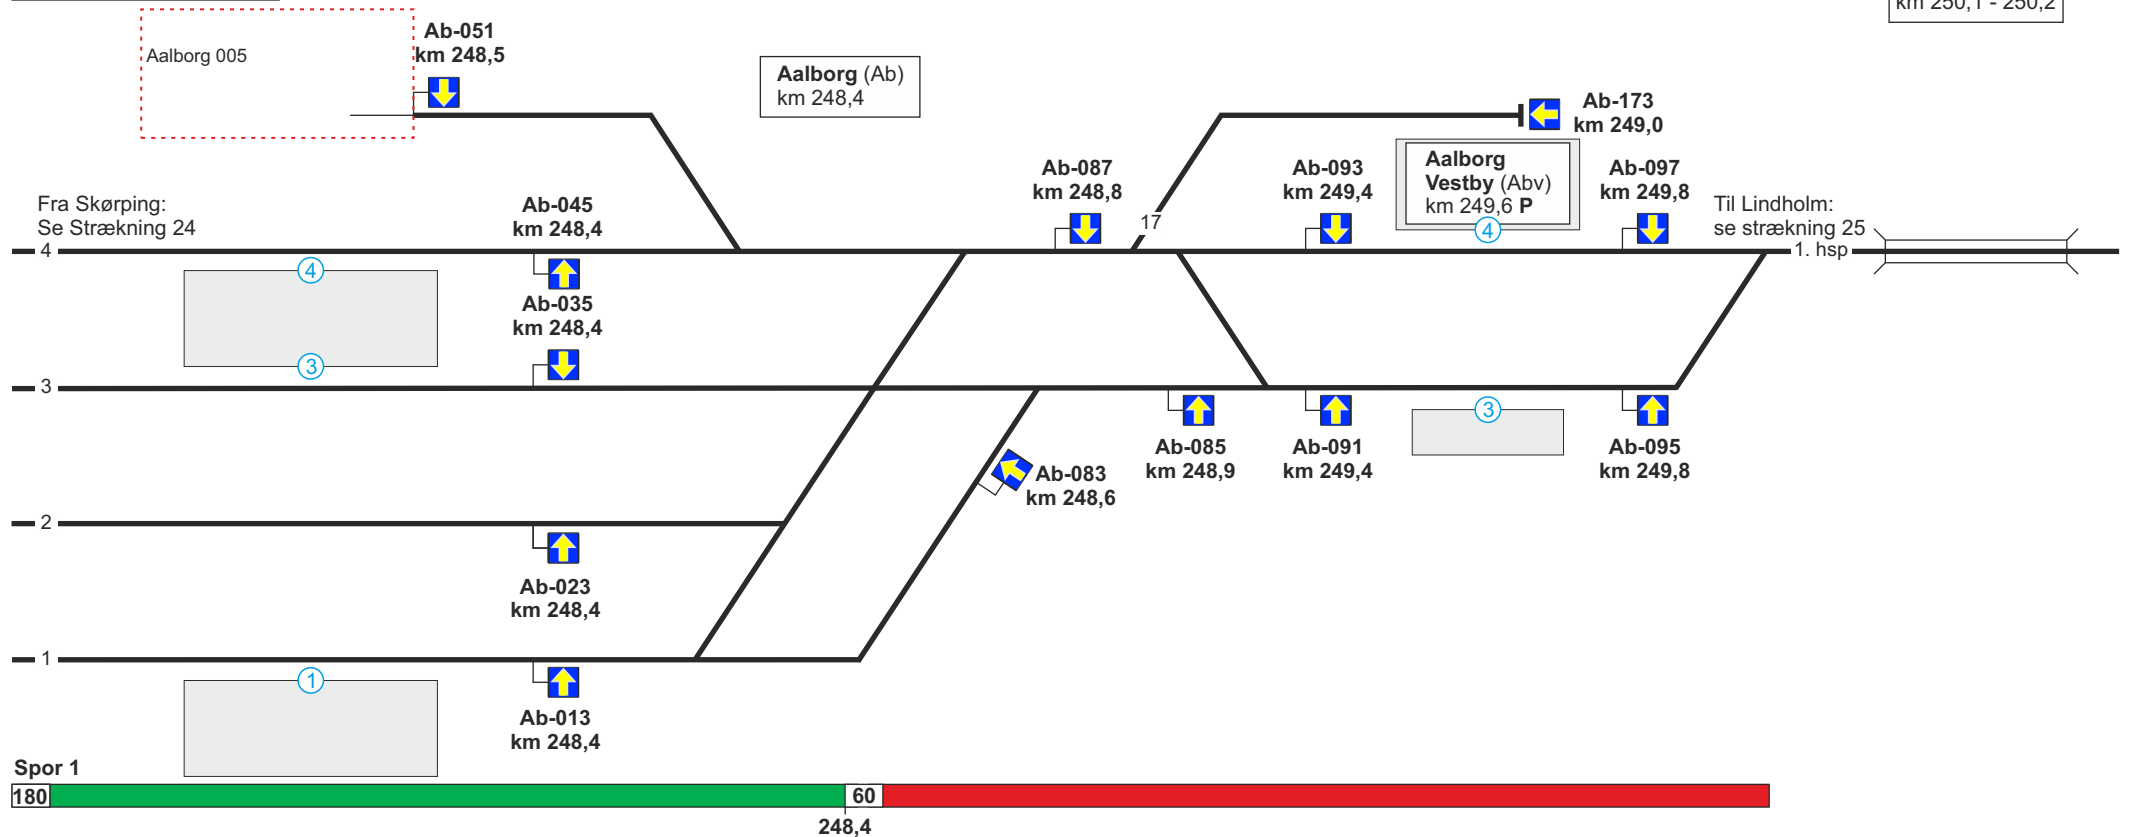 km 250,1 - 250,2
Ab-051
km 248,5
Aalborg 005
Aalborg (Ab)
km 248,4
Ab-173
km 249,0
Ab-087
km 248,8
Ab-093
km 249,4
Aalborg
Vestby (Abv)
km 249,6 P
4
Ab-097
km 249,8
Fra Skørping:
Se Strækning 24
Ab-045
km 248,4
17
Til Lindholm:
se strækning 25
1. hsp
4
4
Ab-035
km 248,4
3
3
3
Ab-085
km 248,9
Ab-091
km 249,4
Ab-095
km 249,8
Ab-083
km 248,6
2
Ab-023
km 248,4
1
1
Ab-013
km 248,4
Spor 1
180
60
248,4